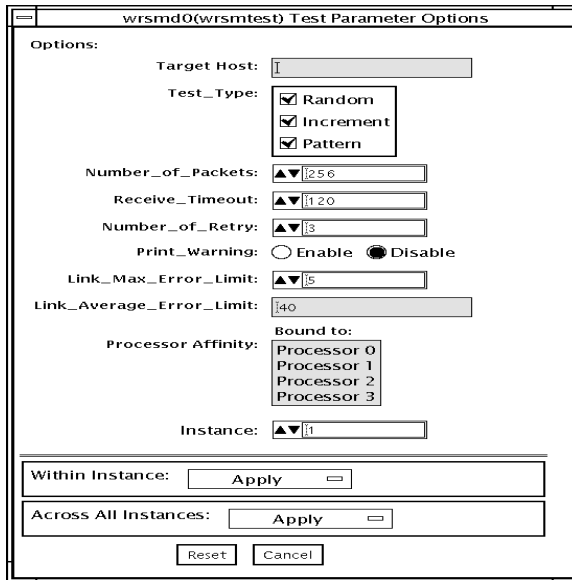 wrsmd0(wrsmtest) Test Parameter Options
Options:
Target Host:
Test_Type:
Random
Increment
Pattern
Number_of_Packets: 256
Receive_Timeout: 120
Number_of_Retry: 3
Print_Warning: Enable Disable
Link_Max_Error_Limit: 5
Link_Average_Error_Limit: 40
Bound to:
Processor Affinity:
Processor 0
Processor 1
Processor 2
Processor 3
Instance: 1
Within Instance: Apply
Across All Instances: Apply
Reset Cancel